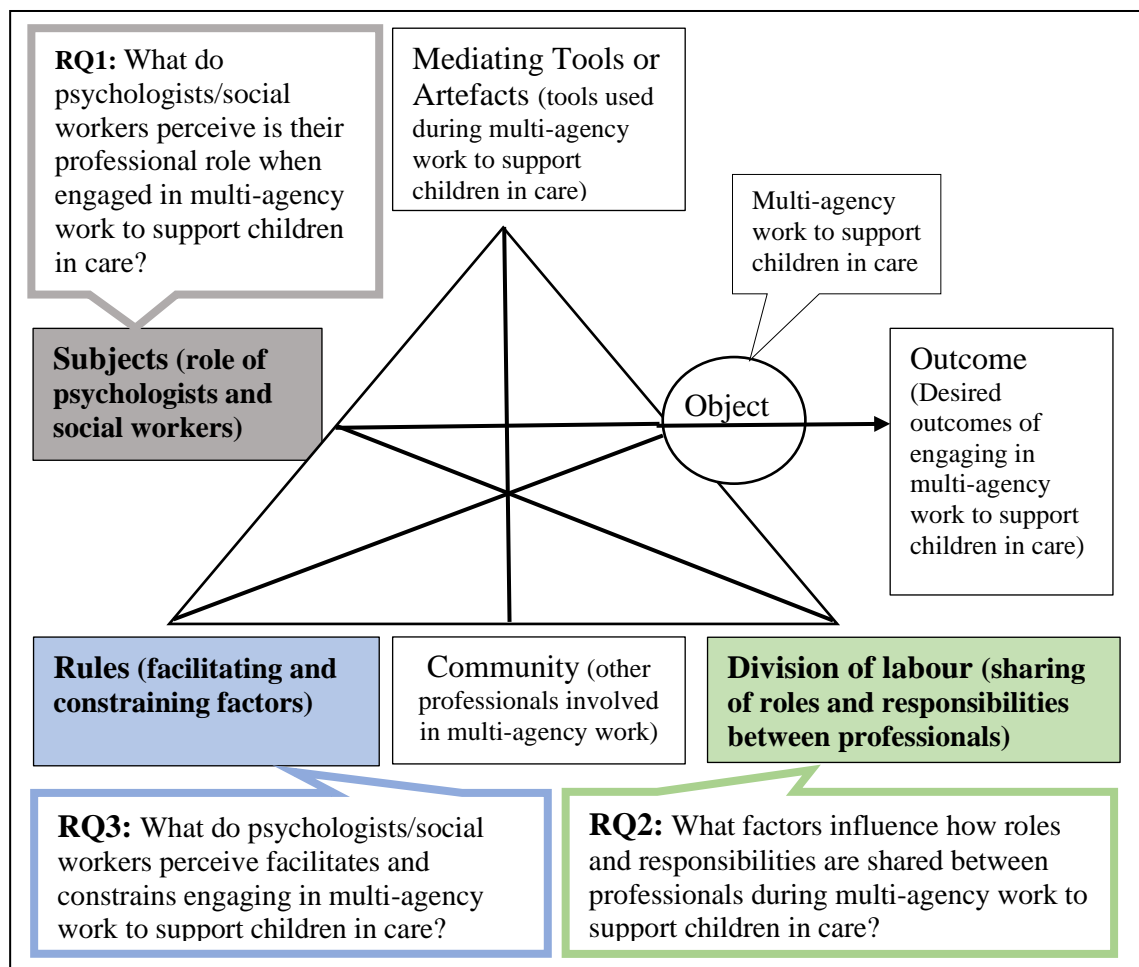 RQ1: What do
psychologists/social
workers perceive is their
professional role when
engaged in multi-agency
work to support children
in care?
Mediating Tools or
Artefacts (tools used
during multi-agency
work to support
children in care)
Multi-agency
work to support
children in care
Subjects (role of
psychologists and
social workers)
Object
Outcome
(Desired
outcomes of
engaging in
multi-agency
work to support
children in care)
Rules (facilitating and
constraining factors)
Community (other
professionals involved
in multi-agency work)
Division of labour (sharing
of roles and responsibilities
between professionals)
RQ3: What do psychologists/social
workers perceive facilitates and
constrains engaging in multi-agency
work to support children in care?
RQ2: What factors influence how roles
and responsibilities are shared between
professionals during multi-agency work to
support children in care?